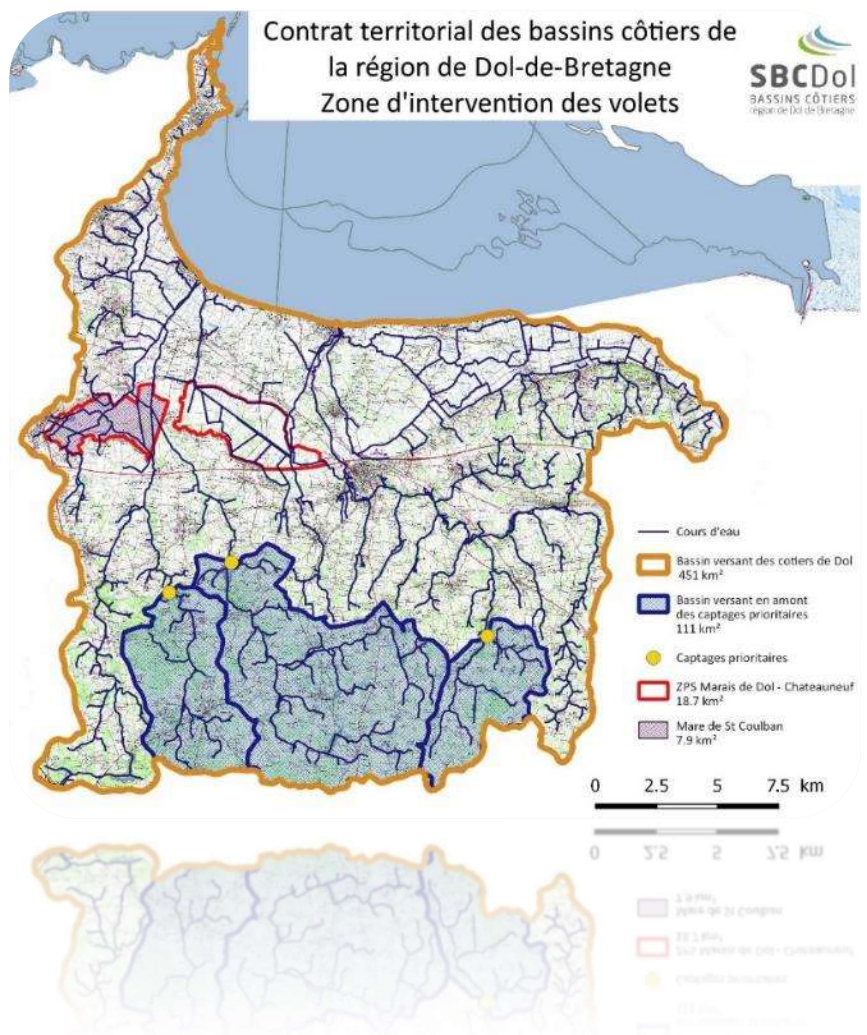 Contrat territorial des bassins côtiers de
la région de Dol-de-Bretagne
Zone d'intervention des volets
SBCDol
BASSINS CÔTIERS
région de Dol de Bretagne
Cours d'eau
Bassin versant des cotiers de Dol
451 km²
Bassin versant en amont
des captages prioritaires
111 km²
Captages prioritaires
ZPS Marais de Dol - Chateauneuf
18.7 km²
Mare de St Coulban
7.9 km²
0 2.5 5 7.5 km